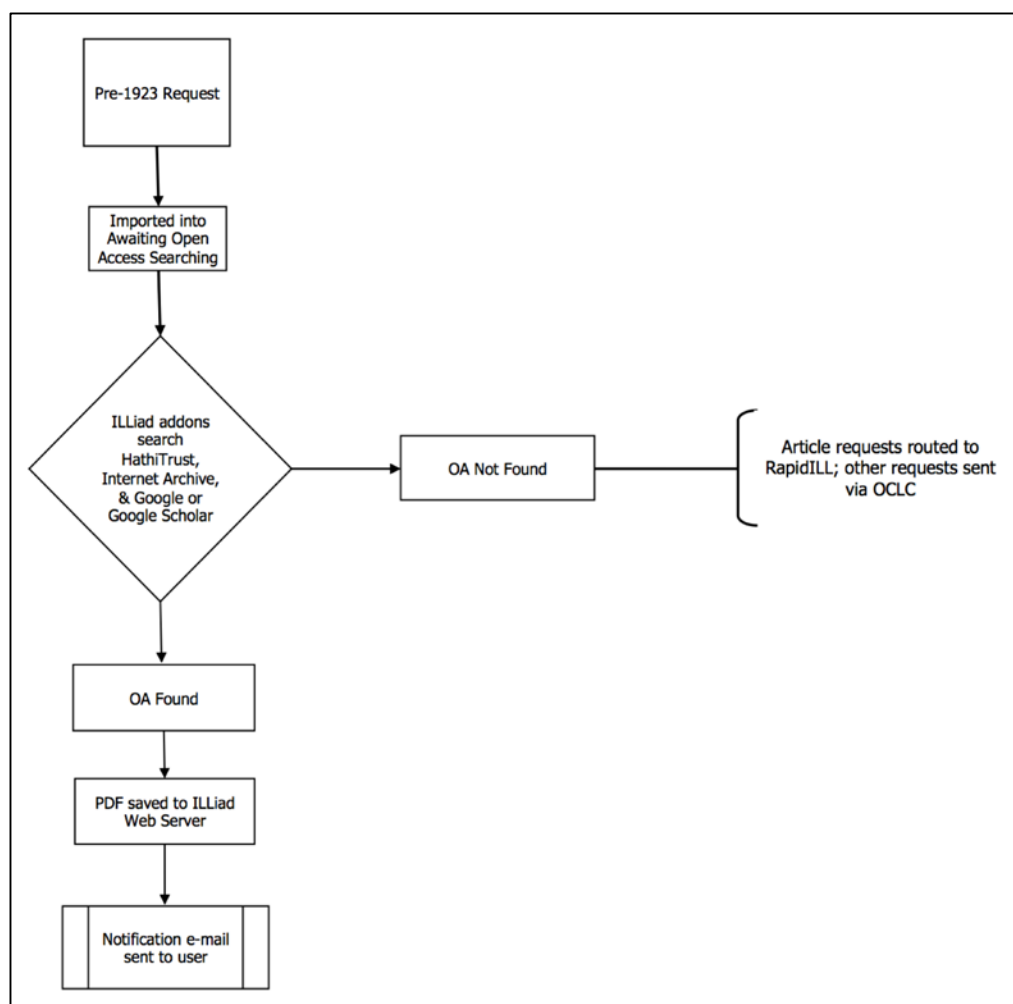 Pre-1923 Request
Imported into
Awaiting Open
Access Searching
ILLiad addons
search
HathiTrust,
Internet Archive,
& Google or
Google Scholar
OA Not Found
Article requests routed to
RapidILL; other requests sent
via OCLC
OA Found
PDF saved to ILLiad
Web Server
Notification e-mail
sent to user